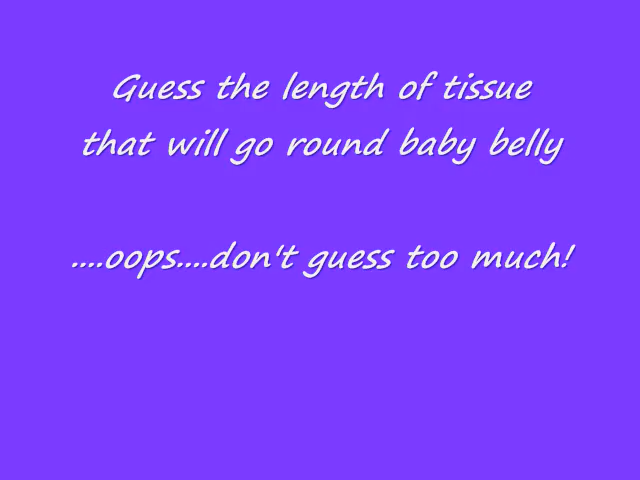 Guess the length of tissue
that will go round baby belly
....oops....don't guess too much!